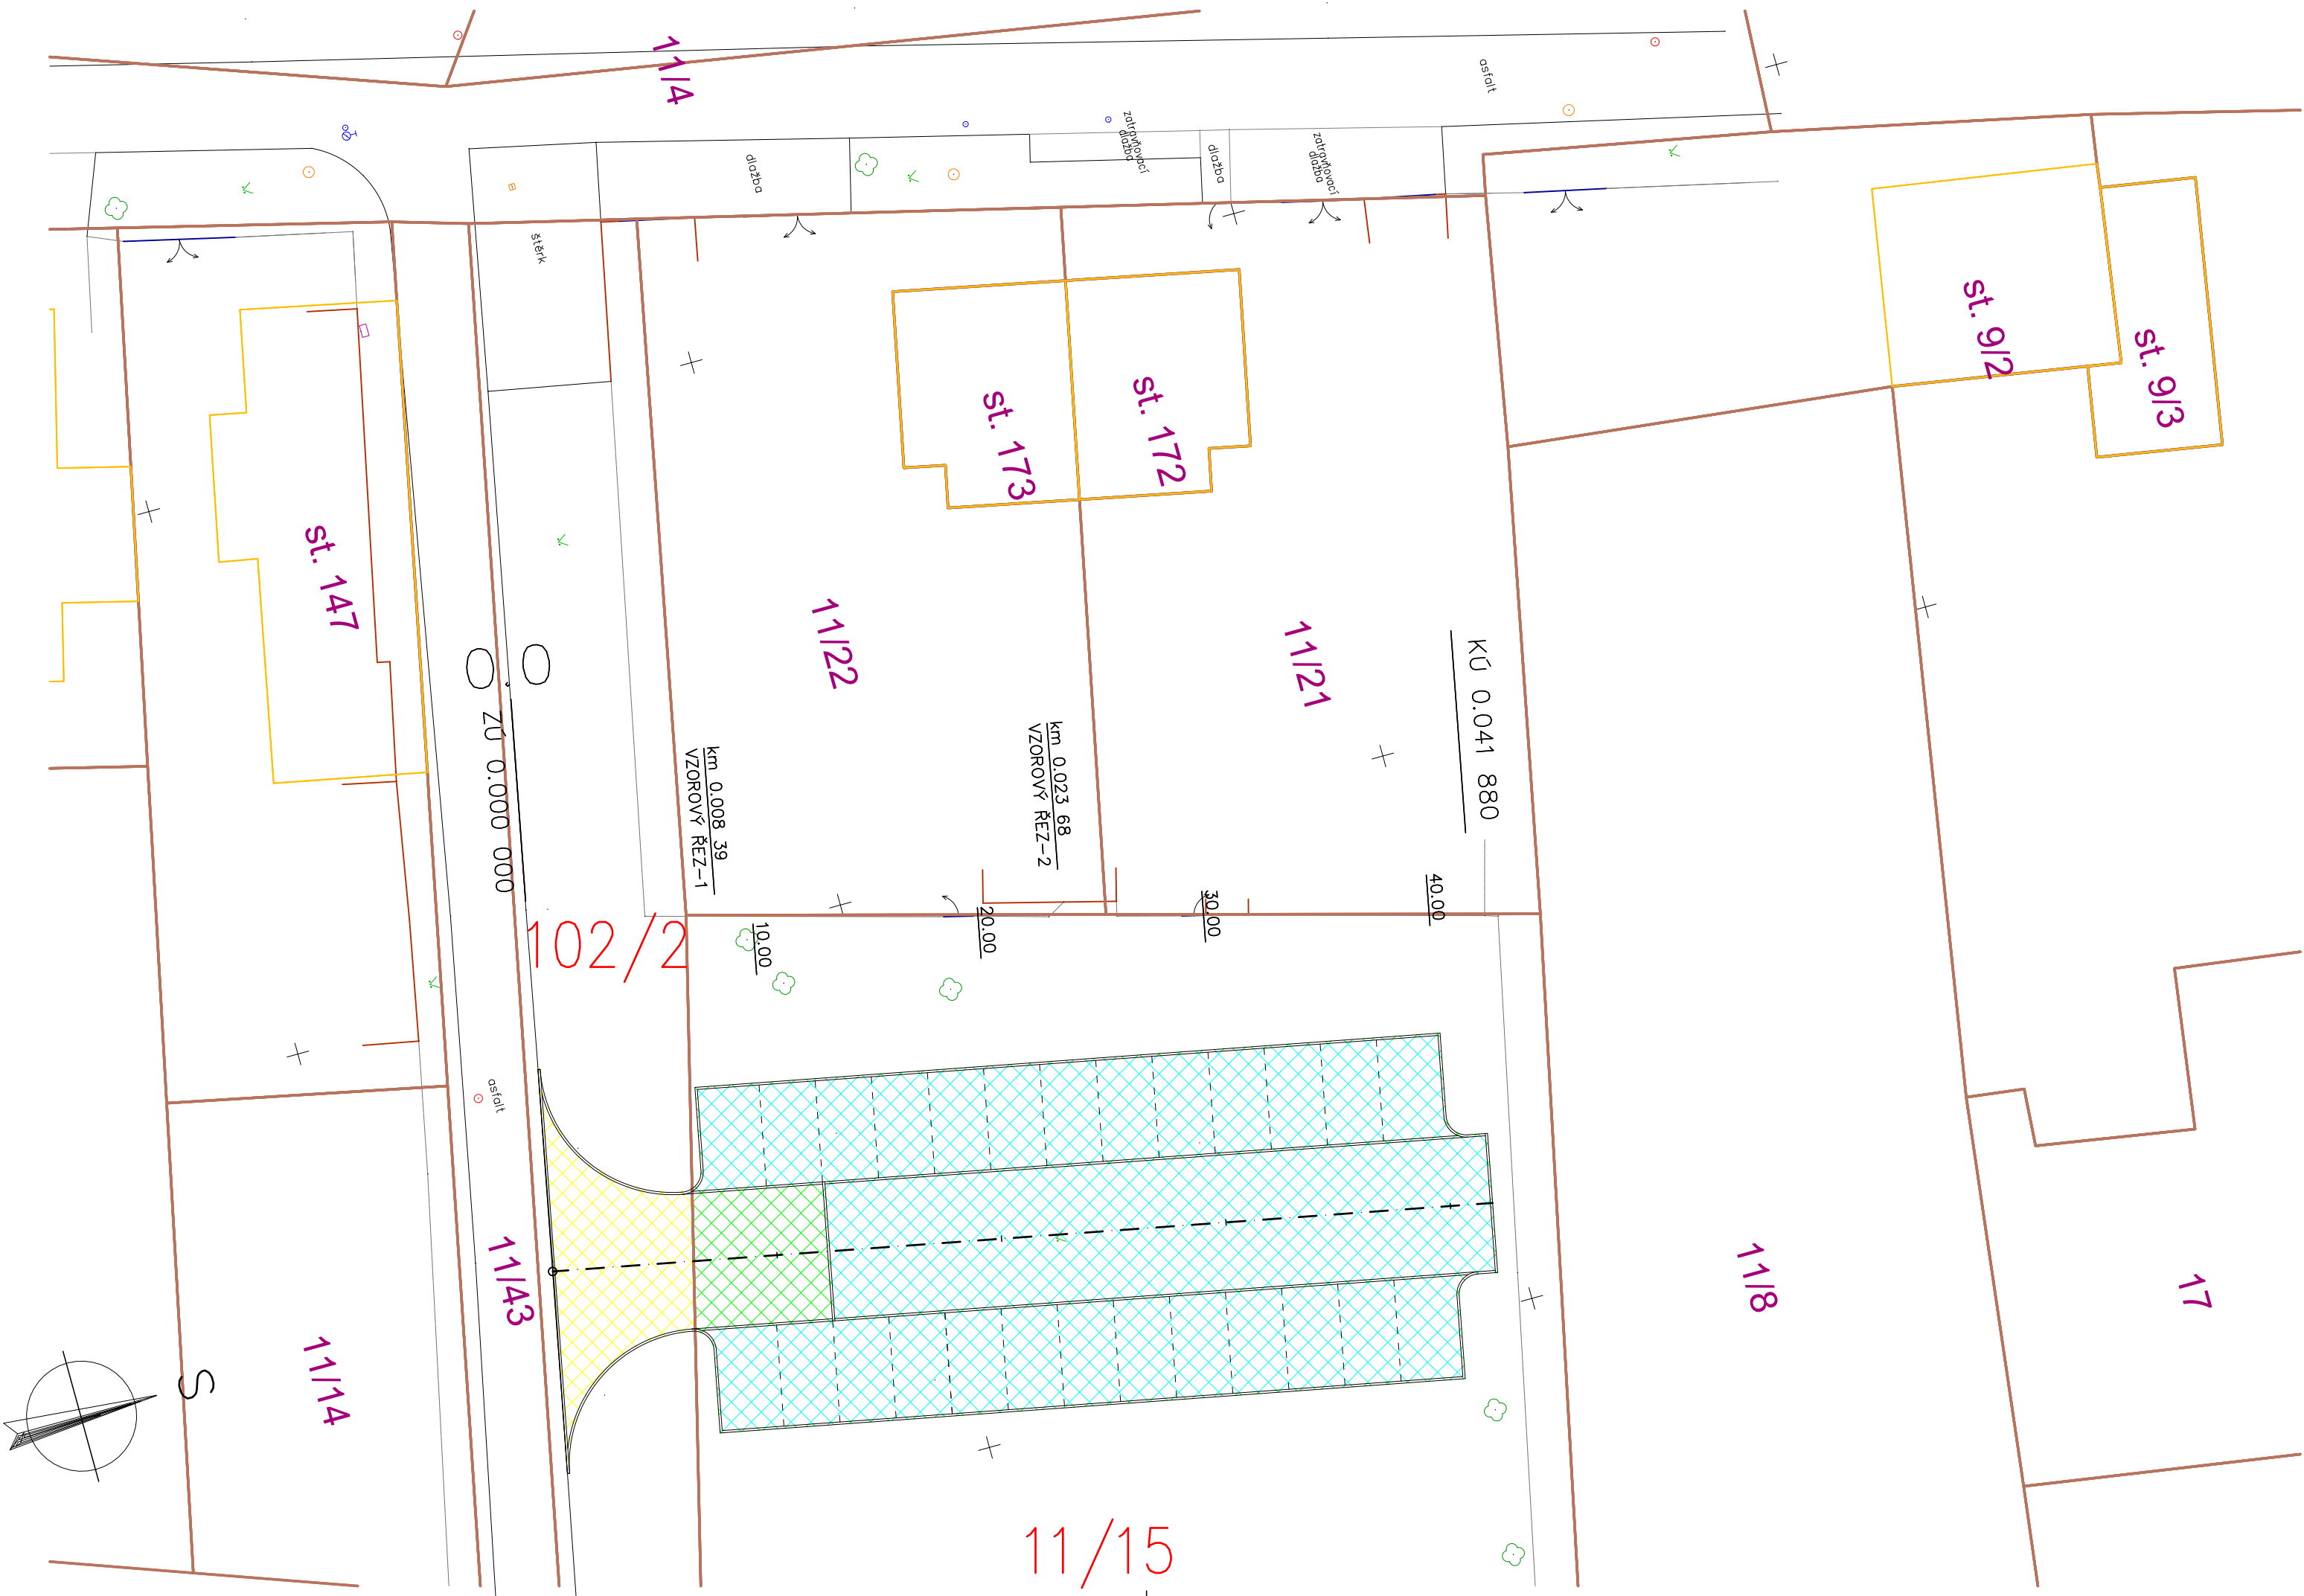 11/4
asfalt
zatravňovací
dlažba
dlažba
dlažba
zatravňovací
dlažba
štěrk
st. 9/2
st. 9/3
st. 173
st. 172
st. 147
11/22
11/21
KÚ 0.041 880
0,0
ZÚ 0.000 000
km 0.008 39
VZOROVÝ ŘEZ-1
km 0.023 68
VZOROVÝ ŘEZ-2
10.00
20.00
30.00
40.00
102/2
asfalt
11/43
11/14
S
11/8
17
11/15